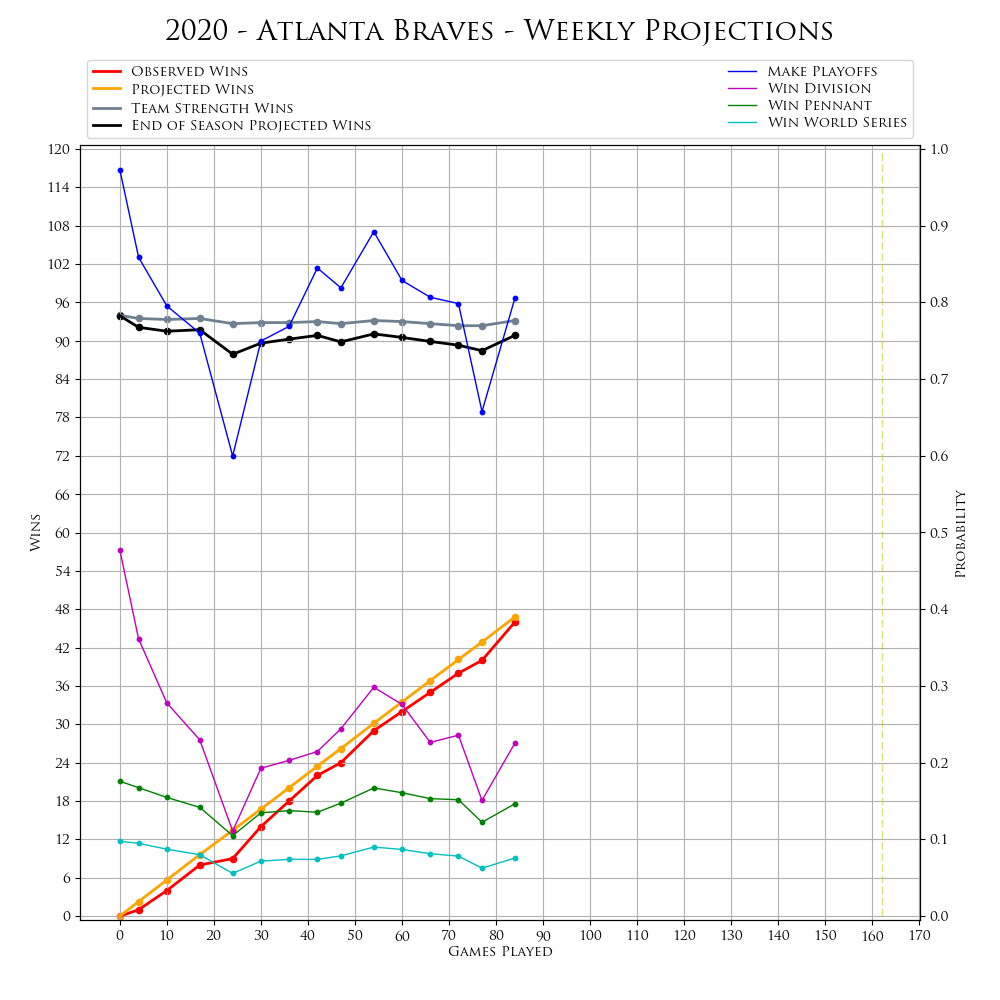 2020 - Atlanta Braves - Weekly Projections
Observed Wins
Projected Wins
Team Strength Wins
End of Season Projected Wins
Make Playoffs
Win Division
Win Pennant
Win World Series
120
114
108
102
96
90
84
78
72
66
60
54
48
42
36
30
24
18
12
6
0
Wins
1.0
0.9
0.8
0.7
0.6
0.5
0.4
0.3
0.2
0.1
0.0
Probability
0 10 20 30 40 50 60 70 80 90 100 110 120 130 140 150 160 170
Games Played